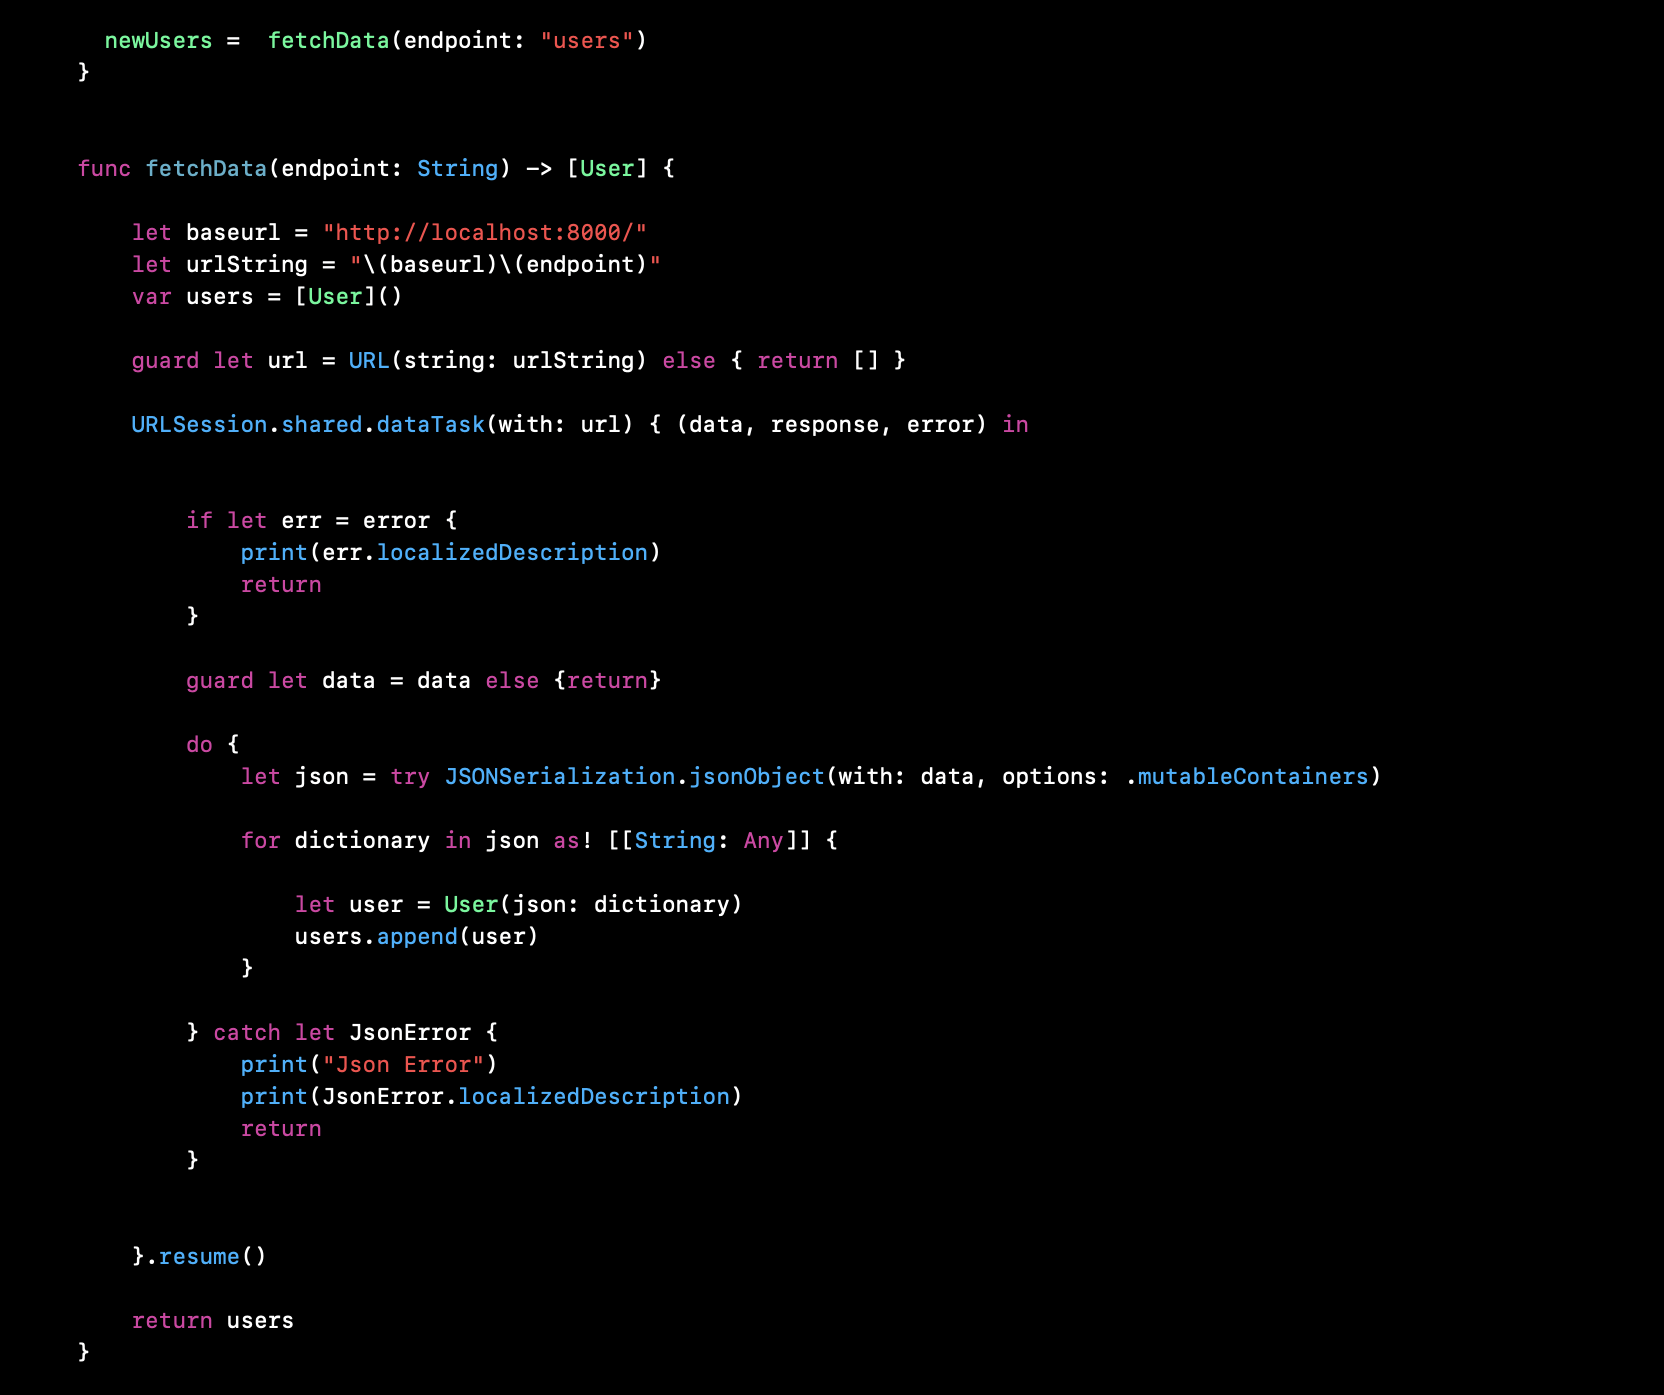 newUsers =  fetchData(endpoint: "users")
}
func fetchData(endpoint: String) -> [User] {
let baseurl = "http://localhost:8000/"
let urlString = "\(baseurl)\(endpoint)"
var users = [User]()
guard let url = URL(string: urlString) else { return [] }
URLSession.shared.dataTask(with: url) { (data, response, error) in
if let err = error {
print(err.localizedDescription)
return
}
guard let data = data else {return}
do {
let json = try JSONSerialization.jsonObject(with: data, options: .mutableContainers)
for dictionary in json as! [[String: Any]] {
let user = User(json: dictionary)
users.append(user)
}
} catch let JsonError {
print("Json Error")
print(JsonError.localizedDescription)
return
}
}.resume()
return users
}